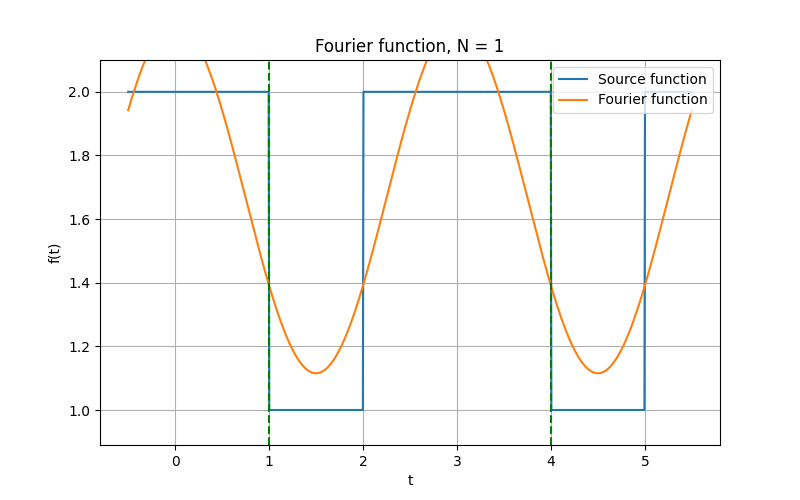 Fourier function, N = 1
Source function
Fourier function
f(t)
2.0
1.8
1.6
1.4
1.2
1.0
0 1 2 3 4 5
t